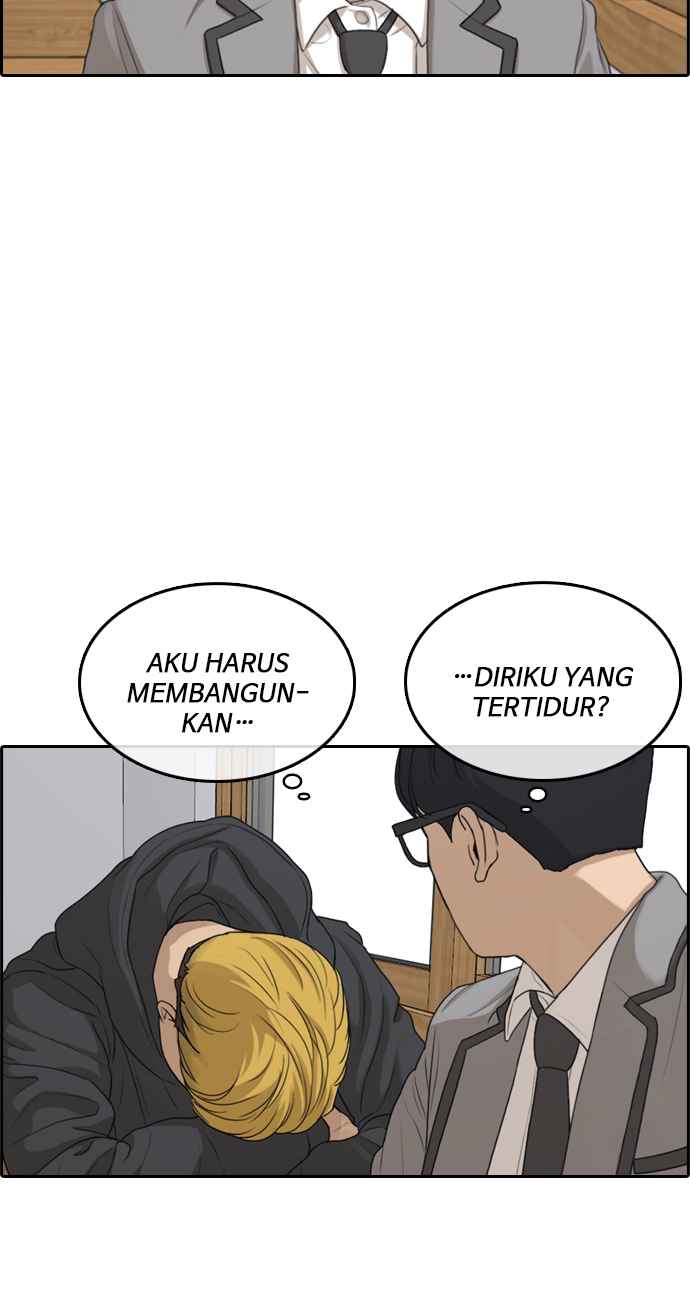 AKU HARUS
MEMBANGUN-
KAN…
…DIRIKU YANG
TERTIDUR?